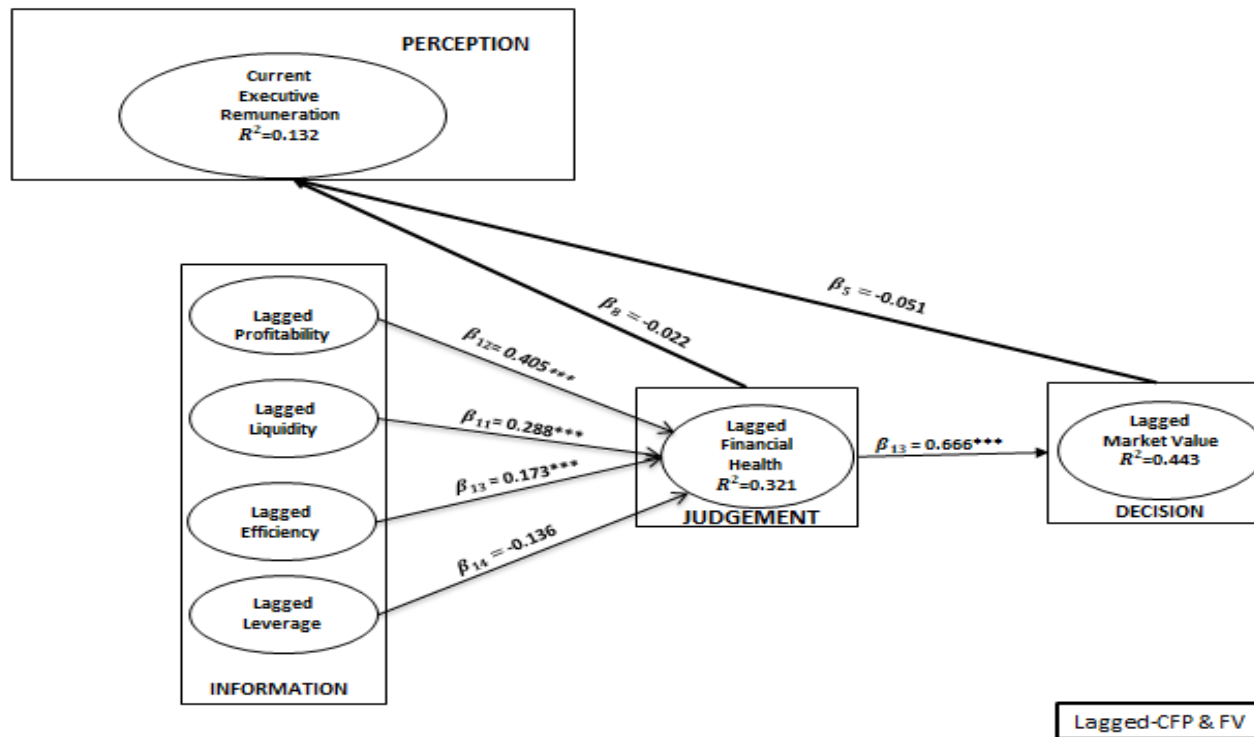 PERCEPTION
Current
Executive
Remuneration
R²=0.132
β₈ = -0.022
β₅ = -0.051
Lagged
Profitability
Lagged
Liquidity
Lagged
Efficiency
Lagged
Leverage
INFORMATION
β₁₂= 0.405***
β₁₁= 0.288***
β₁₃ = 0.173***
β₁₄ = -0.136
Lagged
Financial
Health
R²=0.321
JUDGEMENT
β₁₃ = 0.666***
Lagged
Market Value
R²=0.443
DECISION
Lagged-CFP & FV